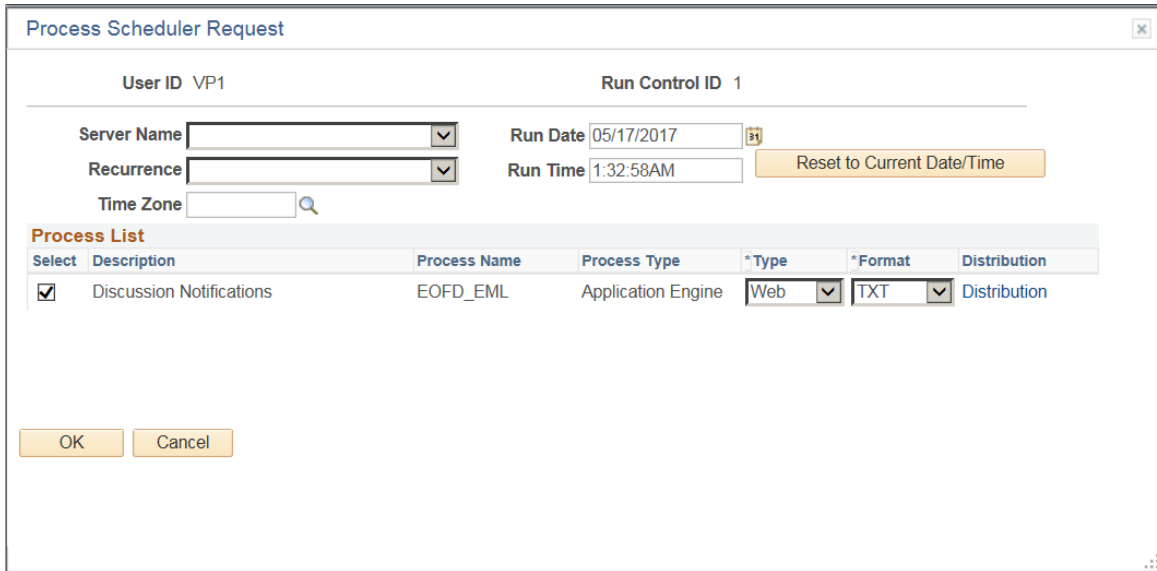 Process Scheduler Request
User ID VP1 Run Control ID 1
Server Name Run Date 05/17/2017 31
Recurrence Run Time 1:32:58AM Reset to Current Date/Time
Time Zone
Process List
Select Description Process Name Process Type *Type *Format Distribution
Discussion Notifications EOFD_EML Application Engine Web TXT Distribution
OK Cancel